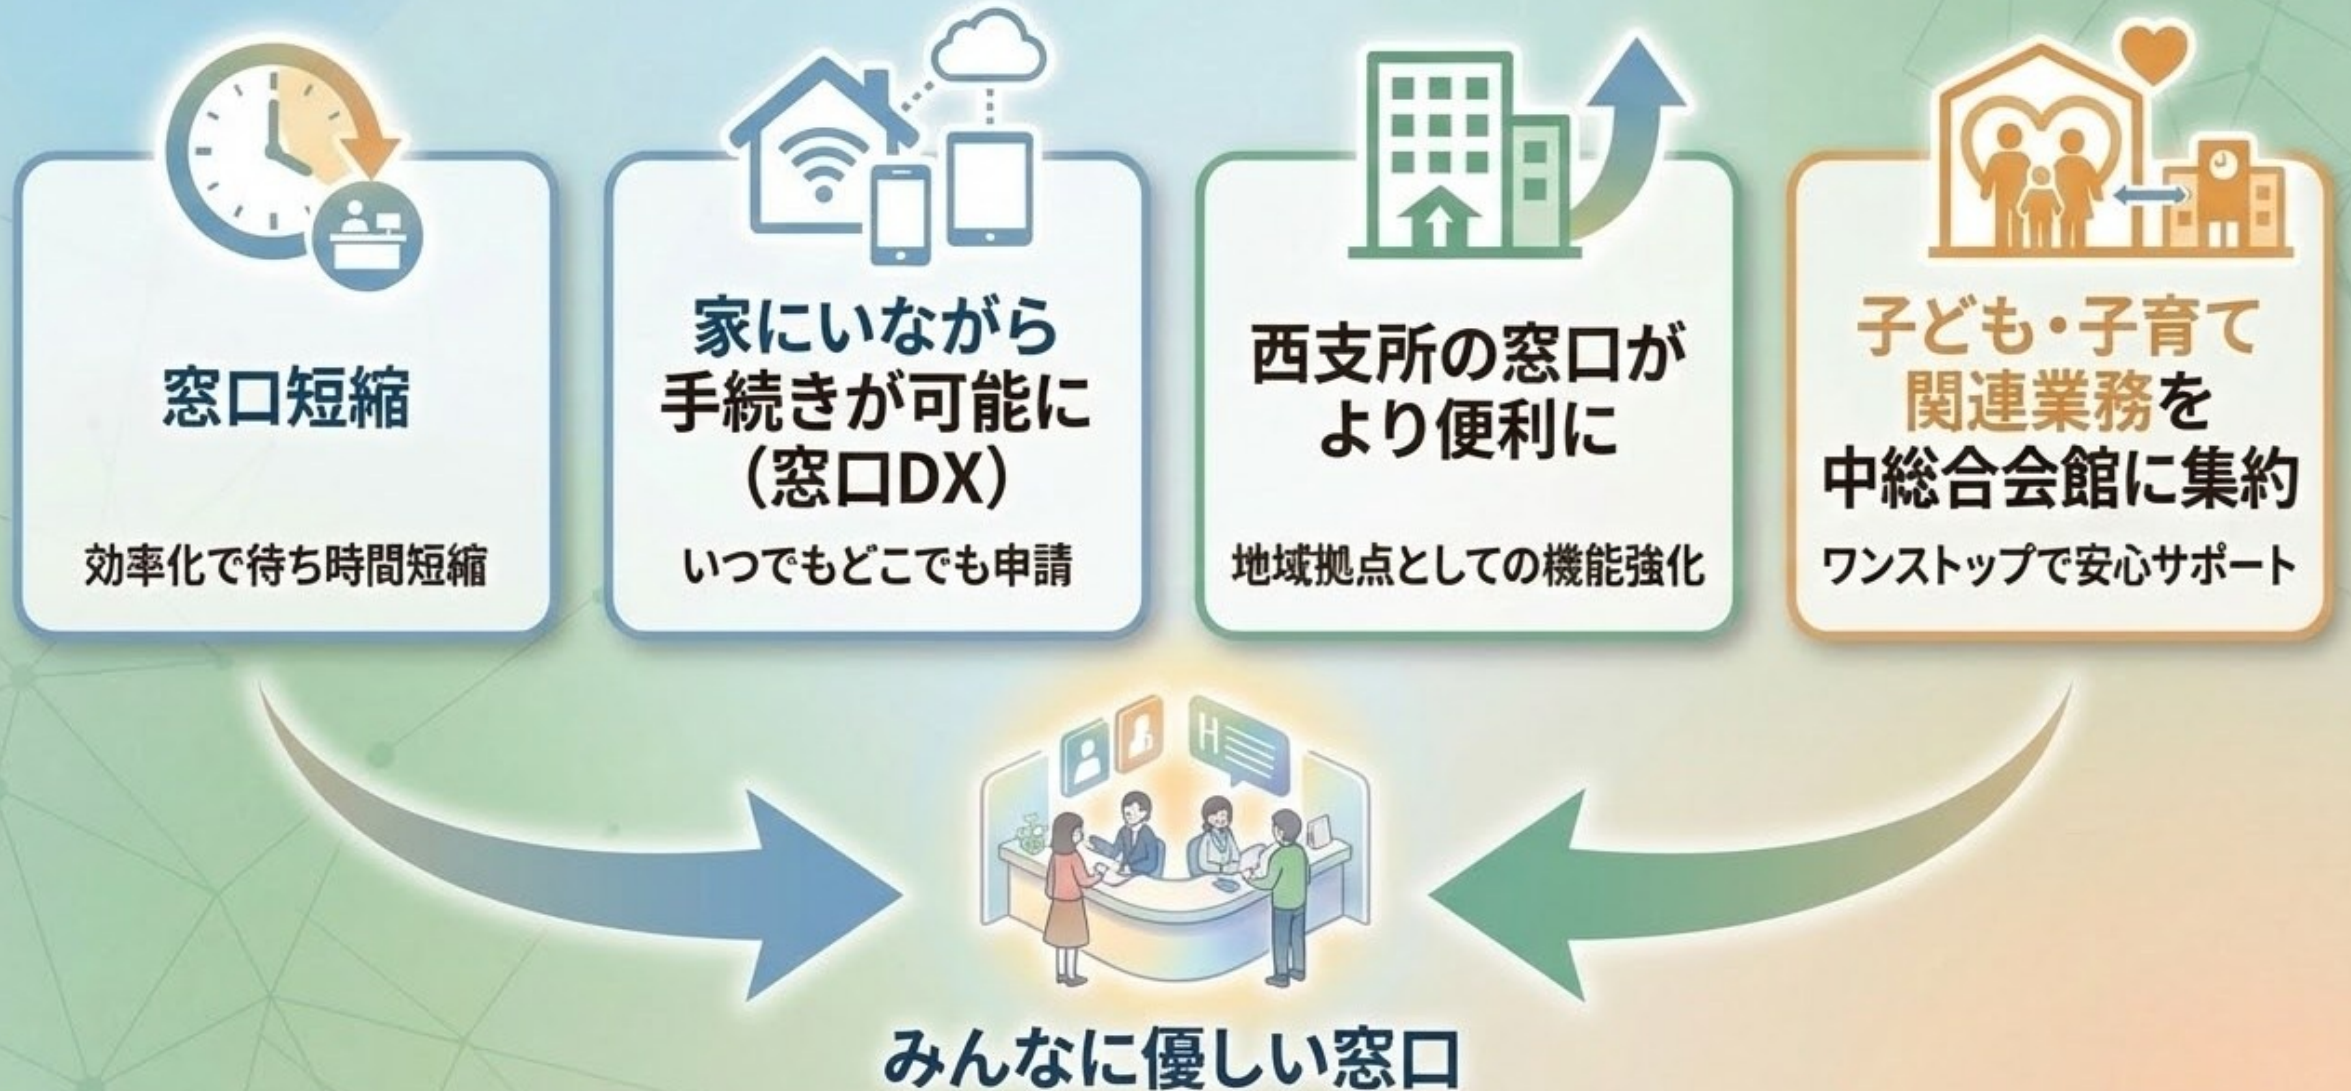 窓口短縮
効率化で待ち時間短縮
家にいながら
手続きが可能に
（窓口DX）
いつでもどこでも申請
西支所の窓口が
より便利に
地域拠点としての機能強化
子ども・子育て
関連業務を
中総合会館に集約
ワンストップで安心サポート
H
みんなに優しい窓口